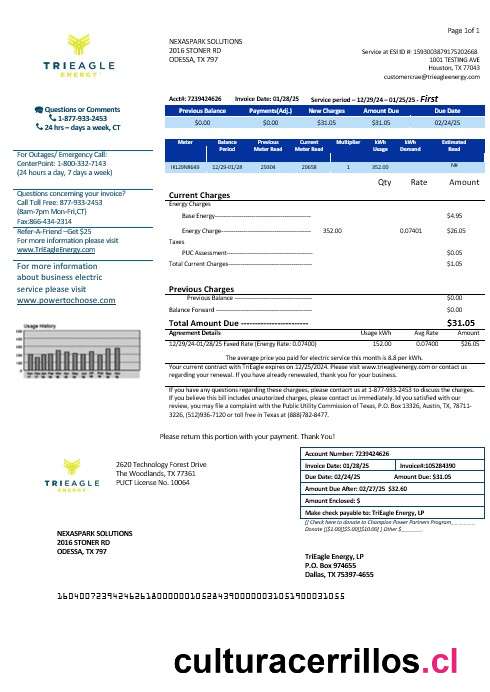 Page 1of 1
TRIEAGLE
ENERGY
NEXASPARK SOLUTIONS
2016 STONER RD
ODESSA, TX 797
Service at ESI ID #: 1593003879175202668
1001 TESTING AVE
Houston, TX 77043
customercrae@trieagleenergy.com
Questions or Comments
1-877-933-2453
24 hrs – days a week, CT
Acct#: 7239424626 Invoice Date: 01/28/25 Service period – 12/29/24 – 01/25/25 - First
Previous Balance Payments(Adj.) New Charges Amount Due Due Date
$0.00 $0.00 $31.05 $31.05 02/24/25
Meter Balance Period Previous Meter Read Current Meter Read Multiplier kWh Usage kWh Demand Estimated Read
12/29-01/28 20304 20658 1 352.00
Qty Rate Amount
For Outages/ Emergency Call:
CenterPoint: 1-800-332-7143
(24 hours a day, 7 days a week)
Questions concerning your invoice?
Call Toll Free: 877-933-2453
(8am-7pm Mon-Fri,CT)
Fax:866-434-2314
Refer-A-Friend –Get $25
For more information please visit
www.TriEagleEnergy.com
For more information
about business electric
service please visit
www.powertochoose.com
Usage History
Current Charges
Energy Charges
Base Energy $4.95
Energy Charge 352.00 0.07401 $26.05
Taxes
PUC Assessment $0.05
Total Current Charges $1.05
Previous Charges
Previous Balance $0.00
Balance Forward $0.00
Total Amount Due ------------------------ $31.05
Agreement Details Usage kWh Avg Rate Amount
12/29/24-01/28/25 Faxed Rate (Energy Rate: 0.07400) 152.00 0.07400 $26.05
The average price you paid for electric service this month is 8.8 per kWh.
Your current contract with TriEagle expires on 12/25/2024. Please visit www.trieagleenergy.com or contact us
regarding your renewal. If you have already renewed, thank you for your business.
If you have any questions regarding these charges, please contact us at 1-877-933-2453 to discuss the charges.
If you believe this bill includes unautorized charges, please contact us immediately. Id you satisfied with our
review, you may file a complaint with the Public Utility Commission of Texas, P.O. Box 13326, Austin, TX, 78711-
3226, (512)936-7120 or toll free in Texas at (888)782-8477.
Please return this portion with your payment. Thank You!
TRIEAGLE
ENERGY
2620 Technology Forest Drive
The Woodlands, TX 77361
PUCT License No. 10064
Account Number: 7239424626
Invoice Date: 01/28/25 Invoice#:105284390
Due Date: 02/24/25 Amount Due: $31.05
Amount Due After: 02/27/25 $32.60
Amount Enclosed: $
Make check payable to: TriEagle Energy, LP
[] Check here to donate to Champion Power Partners Program
Donate [$1.00][$5.00][$10.00] Other $
NEXASPARK SOLUTIONS
2016 STONER RD
ODESSA, TX 797
TriEagle Energy, LP
P.O. Box 974655
Dallas, TX 75397-4655
culturacerrillos.cl